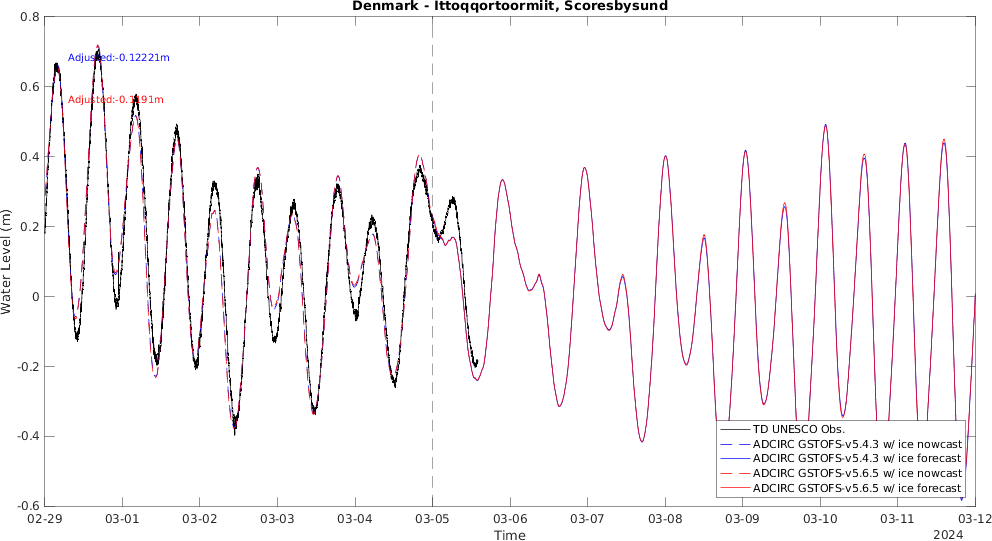 Denmark - Ittoqqortoormiit, Scoresbysund
0.8
0.6
0.4
0.2
0
-0.2
-0.4
-0.6
Water Level (m)
Adjusted:-0.12221m
Adjusted:-0.1191m
TD UNESCO Obs.
ADCIRC GSTOFS-v5.4.3 w/ ice nowcast
ADCIRC GSTOFS-v5.4.3 w/ ice forecast
ADCIRC GSTOFS-v5.6.5 w/ ice nowcast
ADCIRC GSTOFS-v5.6.5 w/ ice forecast
02-29 03-01 03-02 03-03 03-04 03-05 03-06 03-07 03-08 03-09 03-10 03-11 03-12
Time
2024